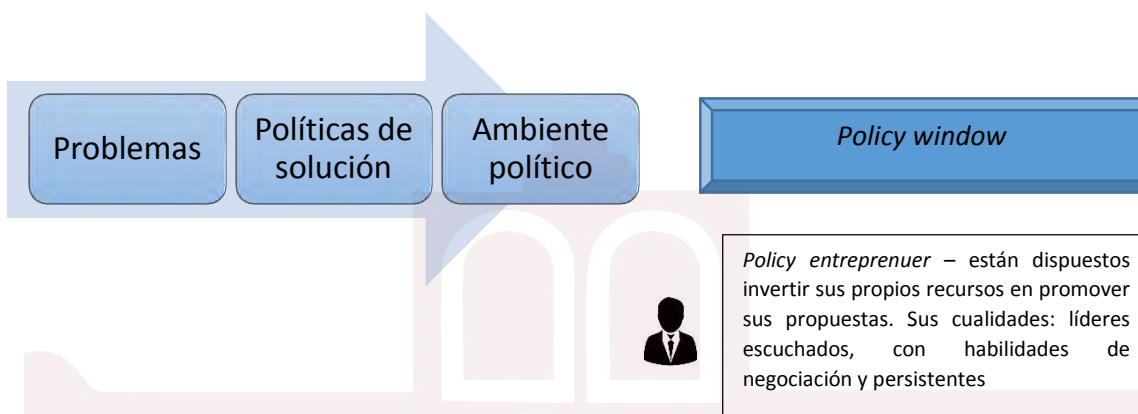 Problemas
Políticas de
solución
Ambiente
político
Policy window
Policy entreprenuer – están dispuestos
invertir sus propios recursos en promover
sus propuestas. Sus cualidades: líderes
escuchados, con habilidades de
negociación y persistentes